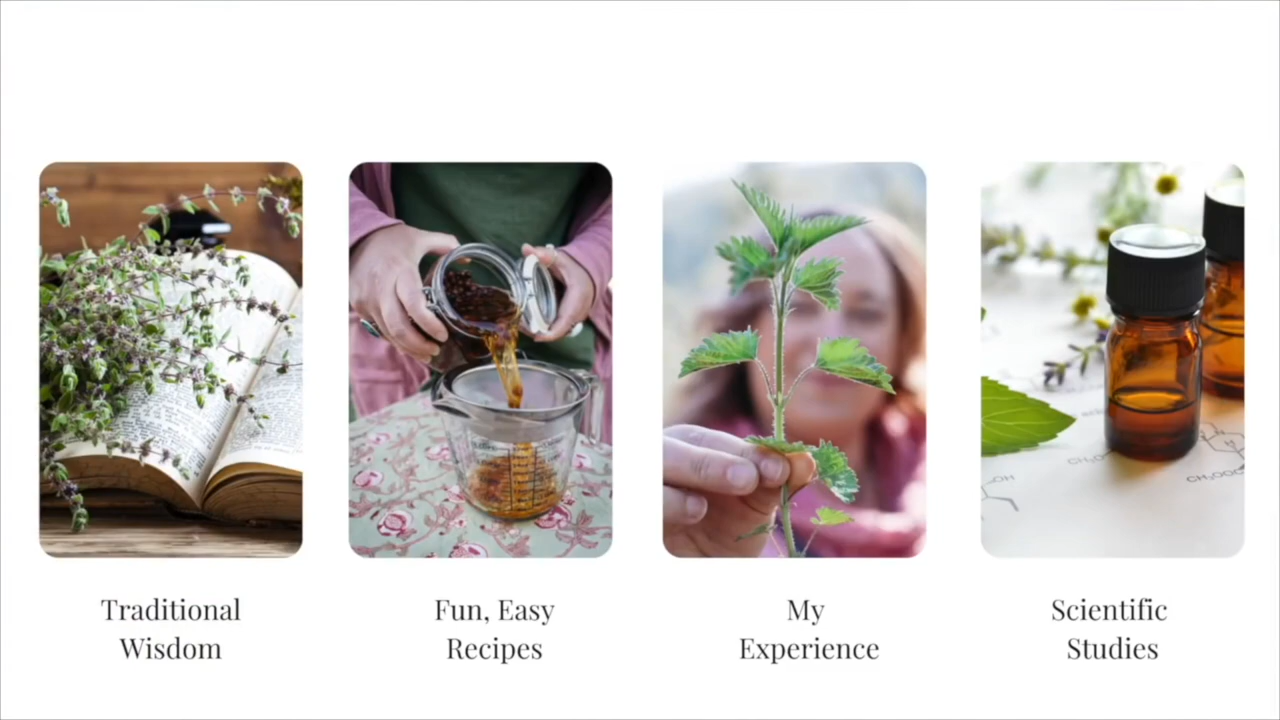 Traditional
Wisdom
Fun, Easy
Recipes
My
Experience
Scientific
Studies